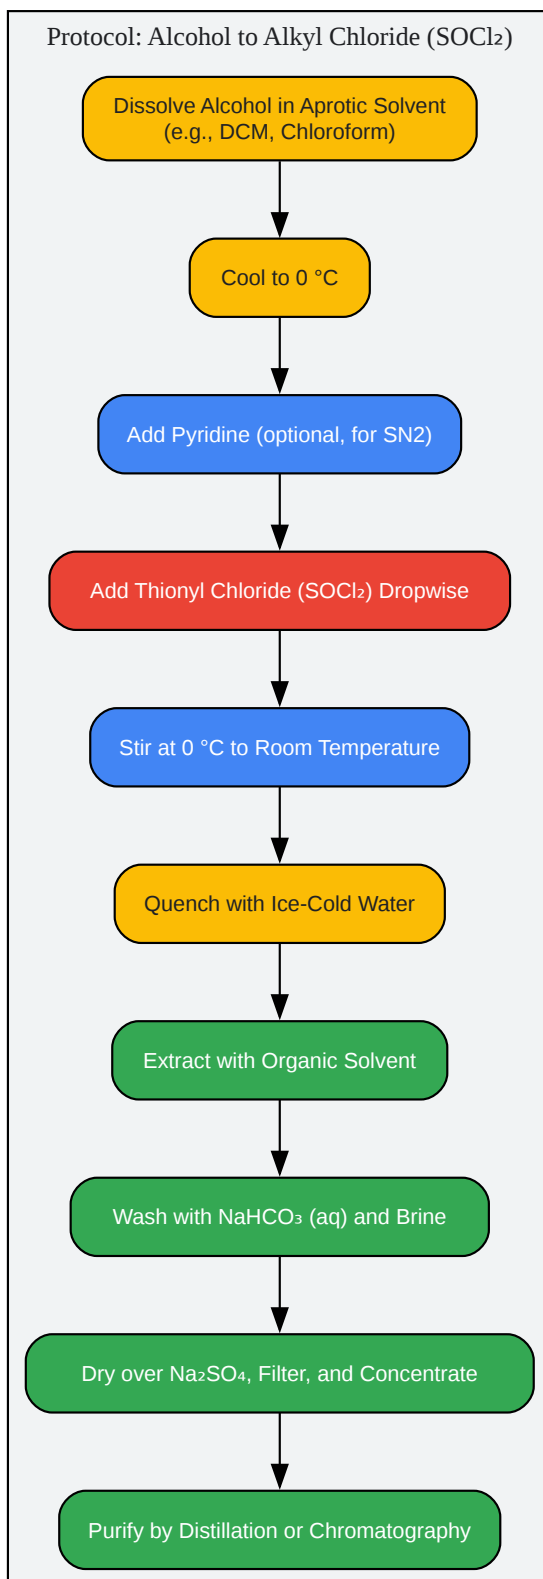 Protocol: Alcohol to Alkyl Chloride (SOCl₂)
Dissolve Alcohol in Aprotic Solvent
(e.g., DCM, Chloroform)
Cool to 0 °C
Add Pyridine (optional, for SN2)
Add Thionyl Chloride (SOCl₂) Dropwise
Stir at 0 °C to Room Temperature
Quench with Ice-Cold Water
Extract with Organic Solvent
Wash with NaHCO₃ (aq) and Brine
Dry over Na₂SO₄, Filter, and Concentrate
Purify by Distillation or Chromatography